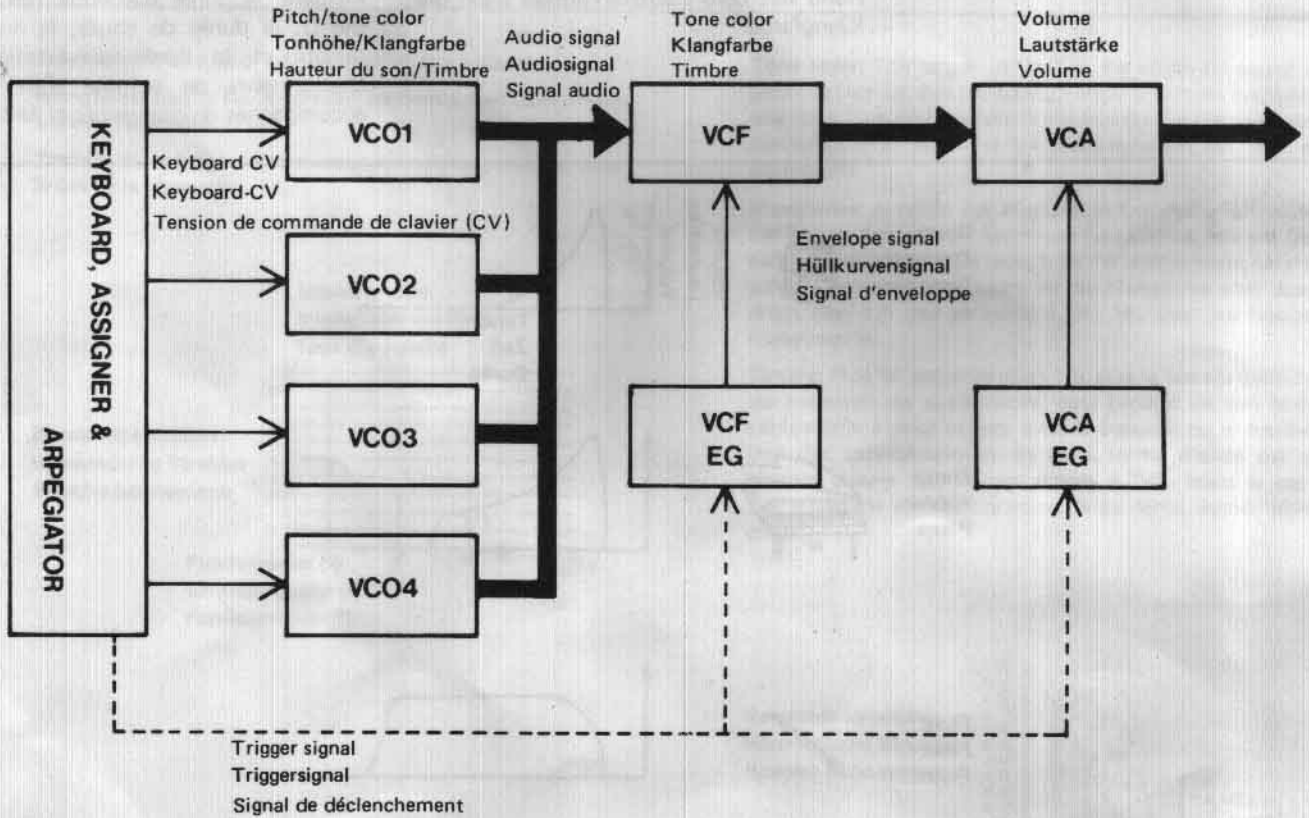 Pitch/tone color
Tonhöhe/Klangfarbe
Hauteur du son/Timbre
Audio signal
Audiosignal
Signal audio
Tone color
Klangfarbe
Timbre
Volume
Lautstärke
Volume
KEYBOARD, ASSIGNER &
ARPEGIATOR
VCO1
VCF
VCA
Keyboard CV
Keyboard-CV
Tension de commande de clavier (CV)
VCO2
Envelope signal
Hüllkurvensignal
Signal d'enveloppe
VCO3
VCF
EG
VCA
EG
VCO4
Trigger signal
Triggersignal
Signal de déclenchement